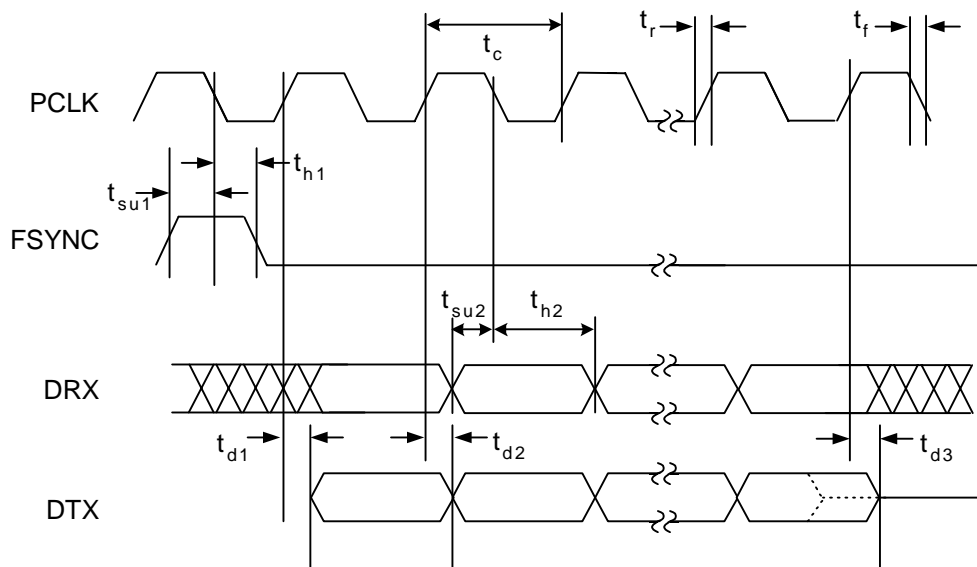 t_c
t_r
t_f
PCLK
t_h1
t_su1
FSYNC
t_su2
t_h2
DRX
t_d1
t_d2
t_d3
DTX